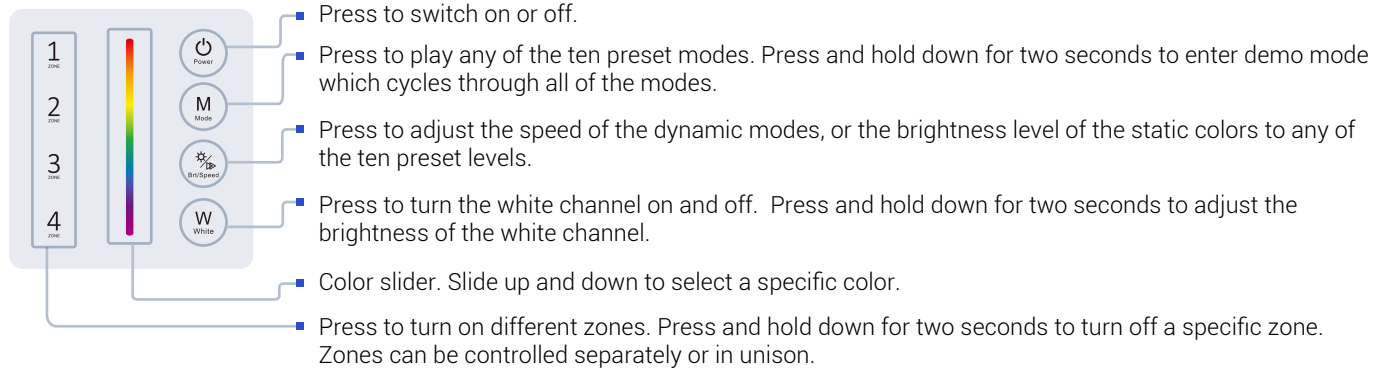 1
ZONE
2
ZONE
3
ZONE
4
ZONE
Power
M
Mode
Brt/Speed
W
White
Press to switch on or off.
Press to play any of the ten preset modes. Press and hold down for two seconds to enter demo mode
which cycles through all of the modes.
Press to adjust the speed of the dynamic modes, or the brightness level of the static colors to any of
the ten preset levels.
Press to turn the white channel on and off.  Press and hold down for two seconds to adjust the
brightness of the white channel.
Color slider. Slide up and down to select a specific color.
Press to turn on different zones. Press and hold down for two seconds to turn off a specific zone.
Zones can be controlled separately or in unison.